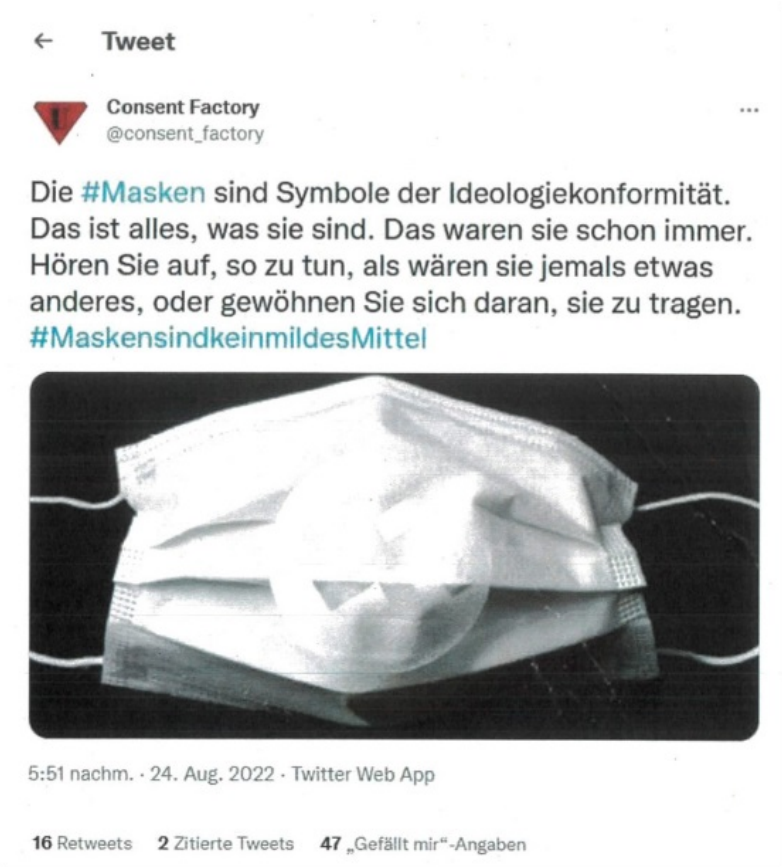 ← Tweet
Consent Factory
@consent_factory
Die #Masken sind Symbole der Ideologiekonformität.
Das ist alles, was sie sind. Das waren sie schon immer.
Hören Sie auf, so zu tun, als wären sie jemals etwas
anderes, oder gewöhnen Sie sich daran, sie zu tragen.
#MaskensindkeinmildesMittel
5:51 nachm. · 24. Aug. 2022 · Twitter Web App
16 Retweets 2 Zitierte Tweets 47 „Gefällt mir“-Angaben